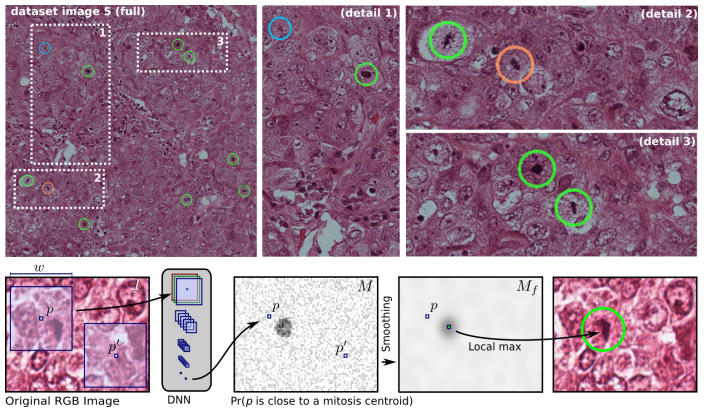 dataset image 5 (full)
1
3
2
(detail 1)
(detail 2)
(detail 3)
w
I
p
p'
Original RGB Image
DNN
M
p
p'
Pr(p is close to a mitosis centroid)
Smoothing
M_f
p
Local max